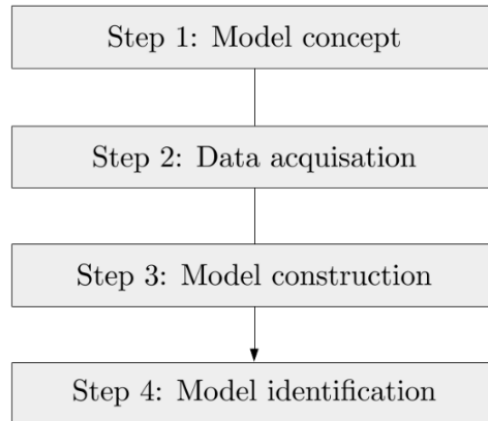 Step 1: Model concept
Step 2: Data acquisation
Step 3: Model construction
Step 4: Model identification